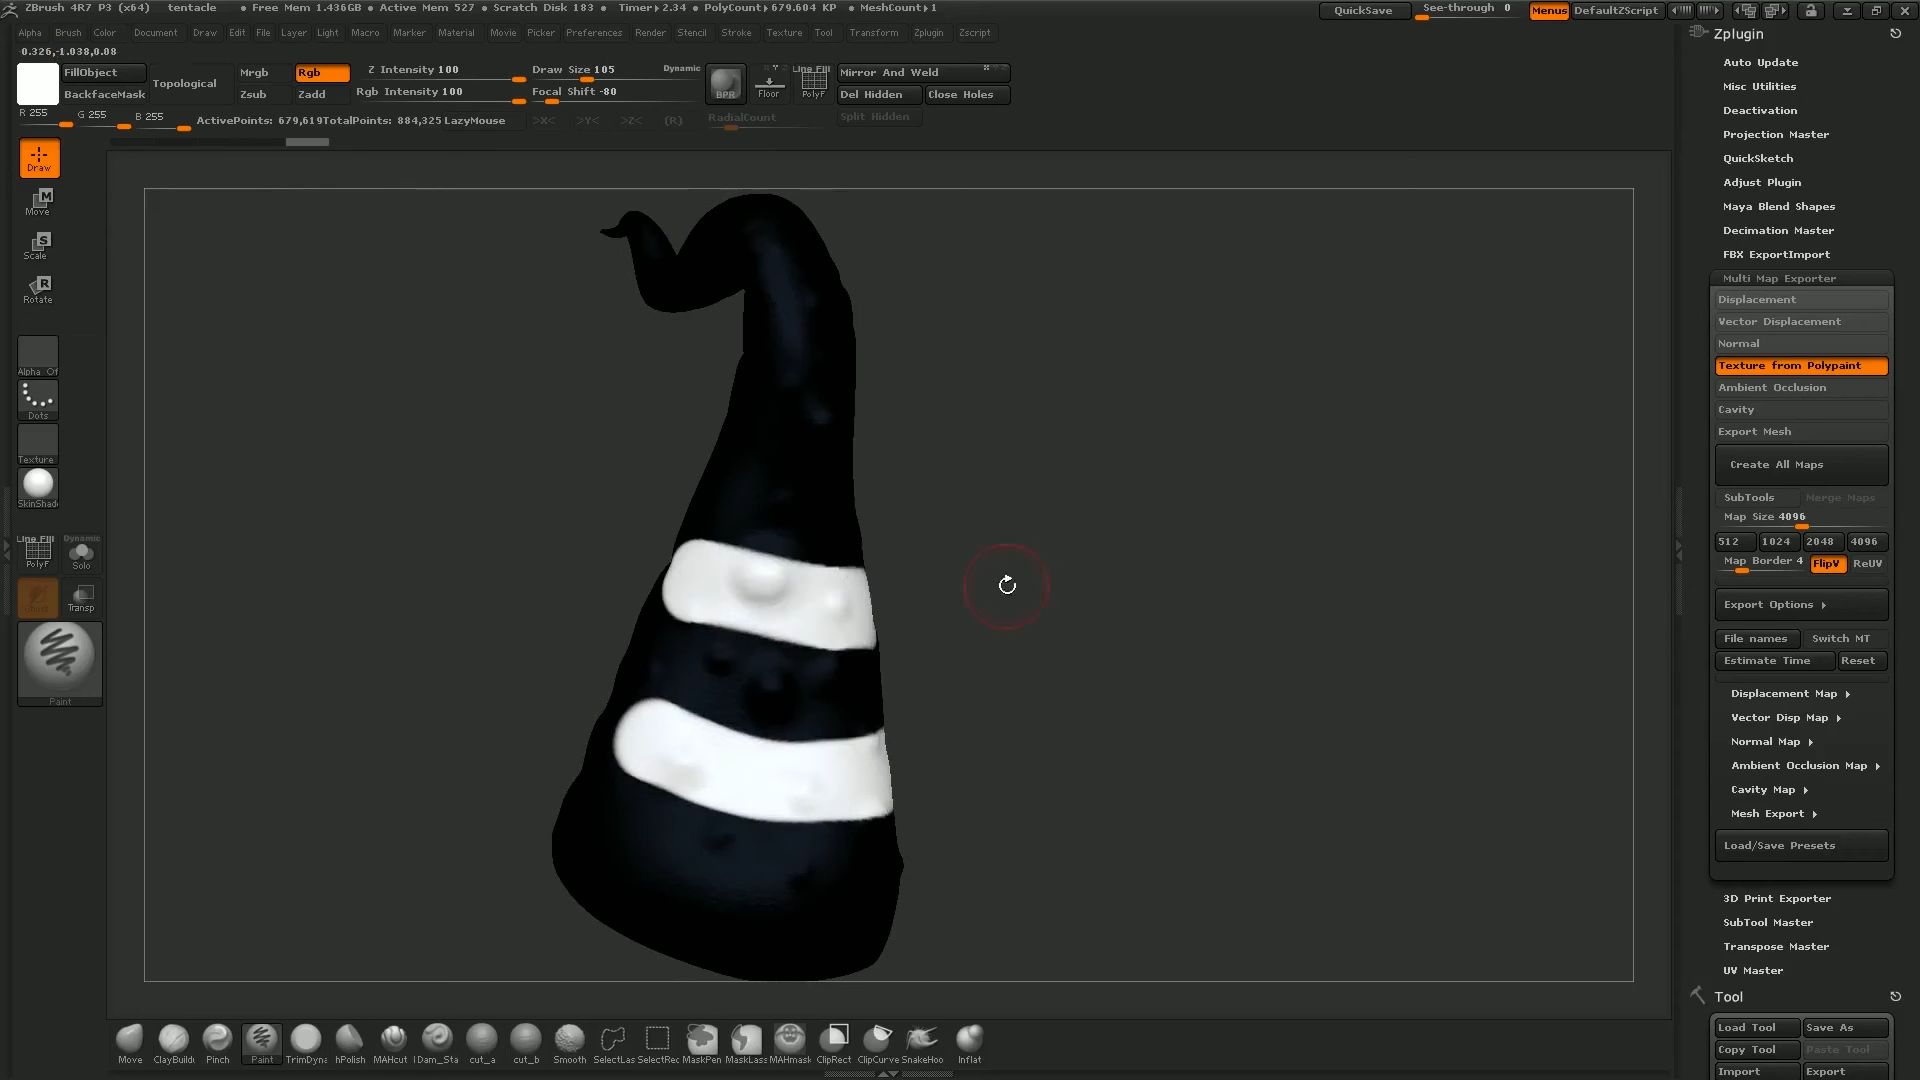 ZBrush 4R7 P3 (x64) tentacle • Free Mem 1.436GB • Active Mem 527 • Scratch Disk 183 • Timer▸2.34 • PolyCount▸679.604 KP • MeshCount▸1 QuickSave See-through 0 Menus DefaultZScript
Alpha Brush Color Document Draw Edit File Layer Light Macro Marker Material Movie Picker Preferences Render Stencil Stroke Texture Tool Transform Zplugin Zscript
0.326,-1.038,0.08
FillObject
BackfaceMask
Topological
Mrgb Rgb
Zsub Zadd
Z Intensity 100
Rgb Intensity 100
Draw Size 105 Dynamic
Focal Shift -80
BPR
Floor
Line Fill
PolyF
Mirror And Weld
Del Hidden Close Holes
Split Hidden
R 255 G 255 B 255
ActivePoints: 679,619TotalPoints: 884,325 LazyMouse >X< >Y< >Z< (R) RadialCount
Draw
M
Move
S
Scale
R
Rotate
Alpha Of
Dots
Texture
SkinShad
Line Fill
PolyF
Dynamic
Solo
Transp
Paint
Move ClayBuild Pinch Paint TrimDyna hPolish MAHcut Dam_Sta cut_a cut_b Smooth SelectLas SelectRec MaskPen MaskLass MAHmask ClipRect ClipCurve SnakeHoo Inflat
Zplugin
Auto Update
Misc Utilities
Deactivation
Projection Master
QuickSketch
Adjust Plugin
Maya Blend Shapes
Decimation Master
FBX ExportImport
Multi Map Exporter
Displacement
Vector Displacement
Normal
Texture from Polypaint
Ambient Occlusion
Cavity
Export Mesh
Create All Maps
SubTools Merge Maps
Map Size 4096
512 1024 2048 4096
Map Border 4 FlipV ReUV
Export Options ▸
File names Switch MT
Estimate Time Reset
Displacement Map ▸
Vector Disp Map ▸
Normal Map ▸
Ambient Occlusion Map ▸
Cavity Map ▸
Mesh Export ▸
Load/Save Presets
3D Print Exporter
SubTool Master
Transpose Master
UV Master
Tool
Load Tool Save As
Copy Tool Paste Tool
Import Export